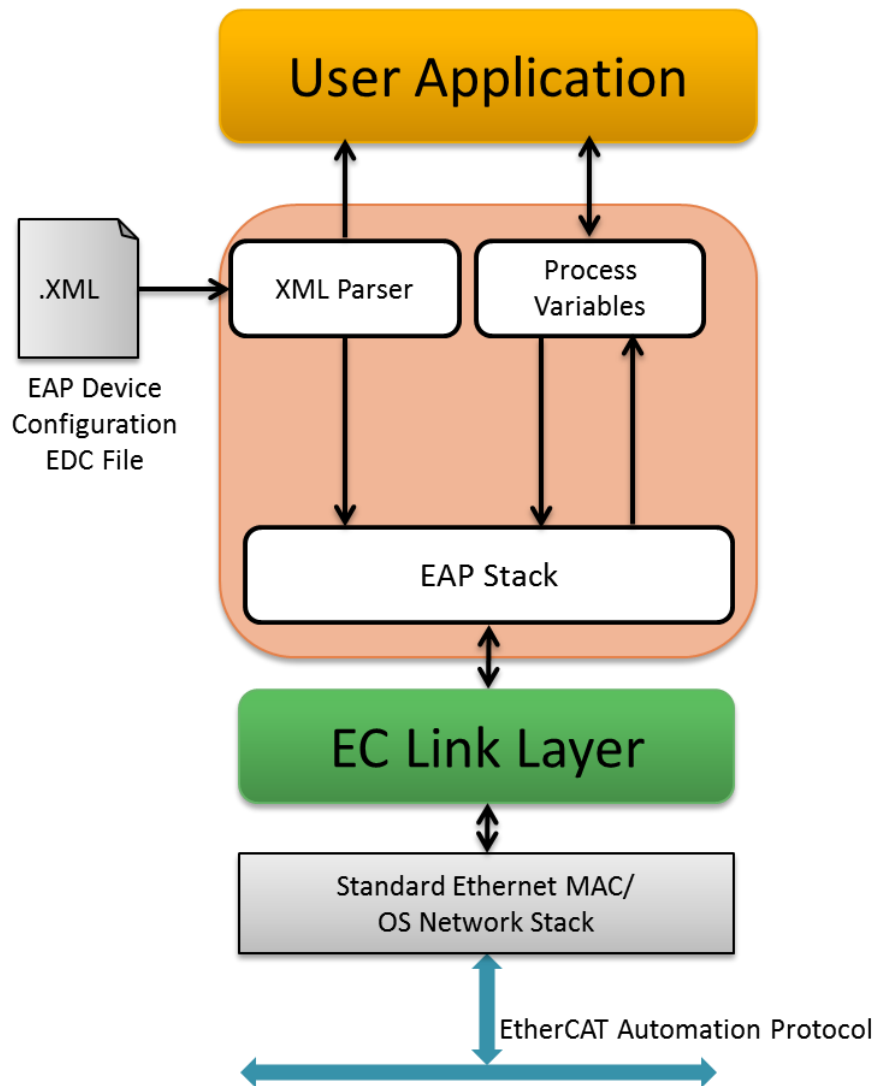 User Application
.XML
XML Parser
Process
Variables
EAP Device
Configuration
EDC File
EAP Stack
EC Link Layer
Standard Ethernet MAC/
OS Network Stack
EtherCAT Automation Protocol